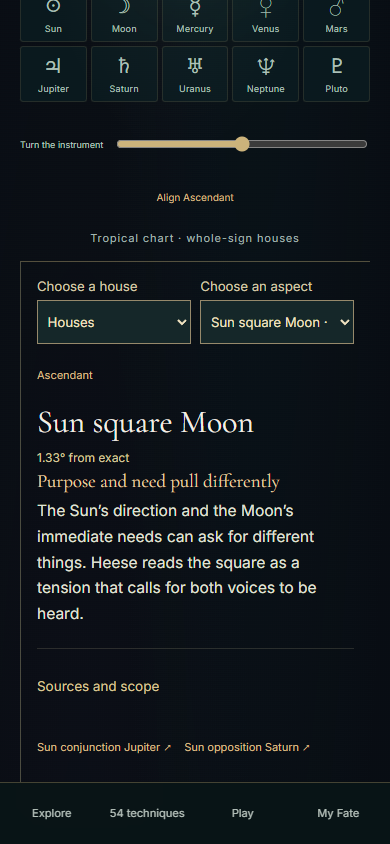 ☉ ☽ ☿ ♀ ♂
Sun Moon Mercury Venus Mars
♃ ♄ ♅ ♆ ♇
Jupiter Saturn Uranus Neptune Pluto
Turn the instrument
Align Ascendant
Tropical chart · whole-sign houses
Choose a house Choose an aspect
Houses Sun square Moon ·
Ascendant
Sun square Moon
1.33° from exact
Purpose and need pull differently
The Sun’s direction and the Moon’s
immediate needs can ask for different
things. Heese reads the square as a
tension that calls for both voices to be
heard.
Sources and scope
Sun conjunction Jupiter ↗ Sun opposition Saturn ↗
Explore 54 techniques Play My Fate